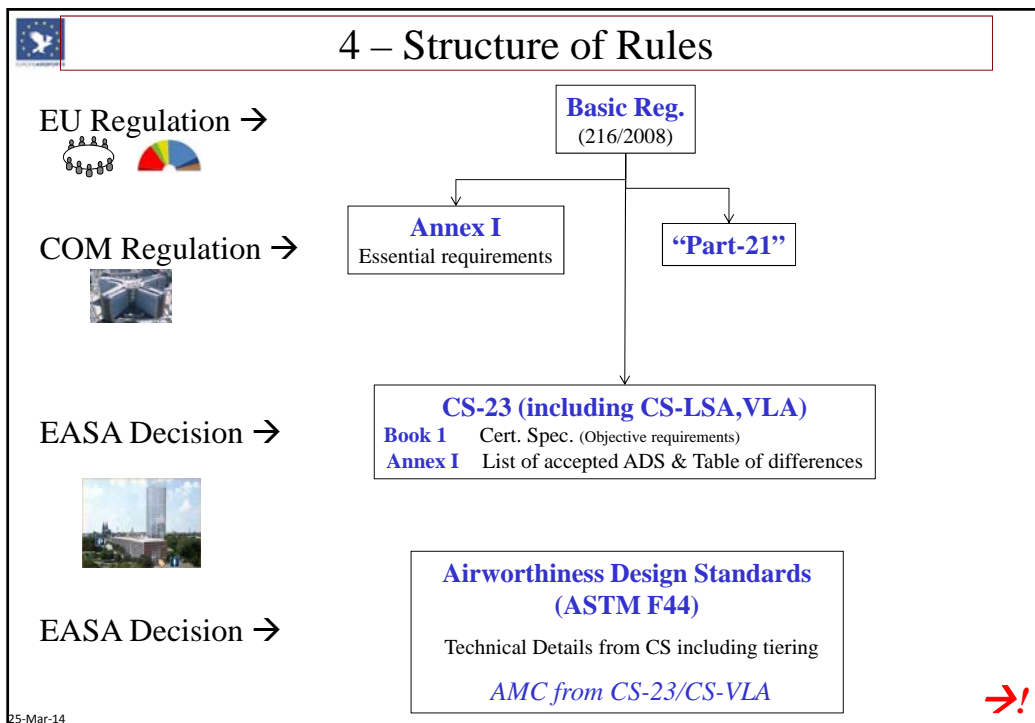 4 – Structure of Rules
EU Regulation →
Basic Reg.
(216/2008)
COM Regulation →
Annex I
Essential requirements
“Part-21”
EASA Decision →
CS-23 (including CS-LSA,VLA)
Book 1 Cert. Spec. (Objective requirements)
Annex I List of accepted ADS & Table of differences
EASA Decision →
Airworthiness Design Standards
(ASTM F44)
Technical Details from CS including tiering
AMC from CS-23/CS-VLA
→!
25-Mar-14